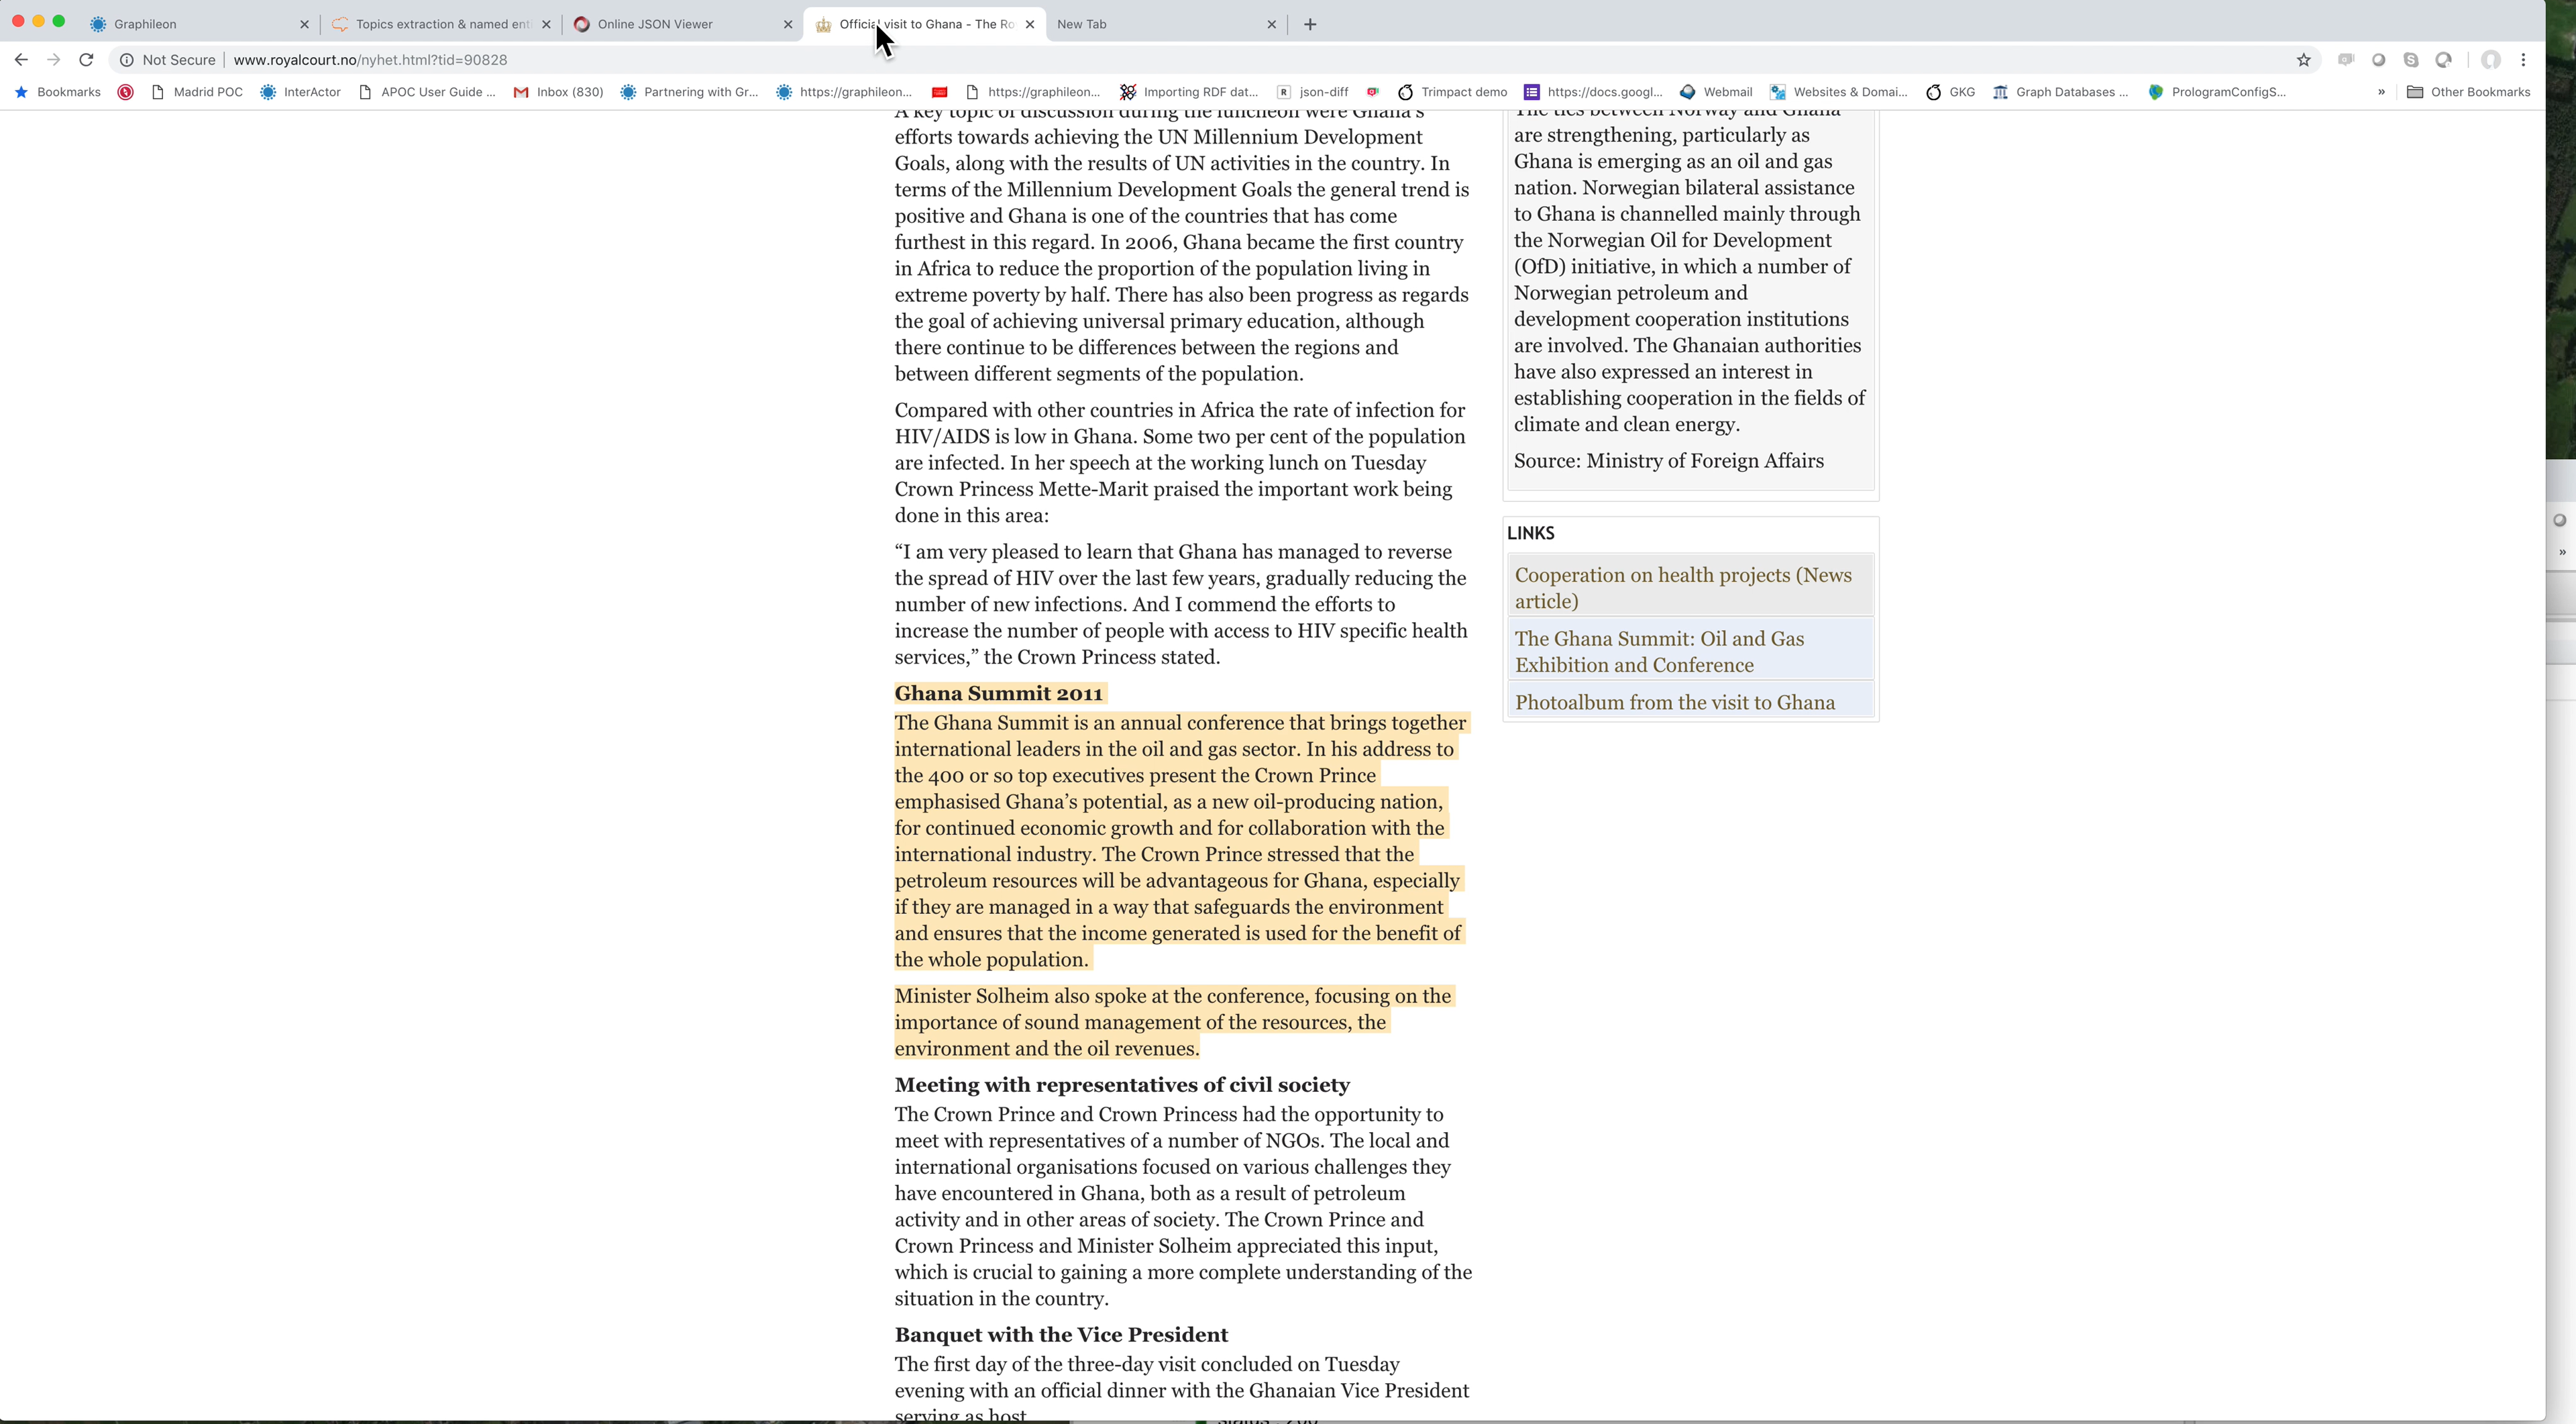 Graphileon
Topics extraction & named ent
Online JSON Viewer
Official visit to Ghana - The Ro
New Tab
Not Secure
www.royalcourt.no/nyhet.html?tid=90828
Bookmarks
Madrid POC
InterActor
APOC User Guide ...
Inbox (830)
Partnering with Gr...
https://graphileon...
https://graphileon...
Importing RDF dat...
R json-diff
Trimpact demo
https://docs.googl...
Webmail
Websites & Domai...
GKG
Graph Databases ...
PrologramConfigS...
»
Other Bookmarks
A key topic of discussion during the luncheon were Ghana's
efforts towards achieving the UN Millennium Development
Goals, along with the results of UN activities in the country. In
terms of the Millennium Development Goals the general trend is
positive and Ghana is one of the countries that has come
furthest in this regard. In 2006, Ghana became the first country
in Africa to reduce the proportion of the population living in
extreme poverty by half. There has also been progress as regards
the goal of achieving universal primary education, although
there continue to be differences between the regions and
between different segments of the population.
Compared with other countries in Africa the rate of infection for
HIV/AIDS is low in Ghana. Some two per cent of the population
are infected. In her speech at the working lunch on Tuesday
Crown Princess Mette-Marit praised the important work being
done in this area:
“I am very pleased to learn that Ghana has managed to reverse
the spread of HIV over the last few years, gradually reducing the
number of new infections. And I commend the efforts to
increase the number of people with access to HIV specific health
services,” the Crown Princess stated.
Ghana Summit 2011
The Ghana Summit is an annual conference that brings together
international leaders in the oil and gas sector. In his address to
the 400 or so top executives present the Crown Prince
emphasised Ghana’s potential, as a new oil-producing nation,
for continued economic growth and for collaboration with the
international industry. The Crown Prince stressed that the
petroleum resources will be advantageous for Ghana, especially
if they are managed in a way that safeguards the environment
and ensures that the income generated is used for the benefit of
the whole population.
Minister Solheim also spoke at the conference, focusing on the
importance of sound management of the resources, the
environment and the oil revenues.
Meeting with representatives of civil society
The Crown Prince and Crown Princess had the opportunity to
meet with representatives of a number of NGOs. The local and
international organisations focused on various challenges they
have encountered in Ghana, both as a result of petroleum
activity and in other areas of society. The Crown Prince and
Crown Princess and Minister Solheim appreciated this input,
which is crucial to gaining a more complete understanding of the
situation in the country.
Banquet with the Vice President
The first day of the three-day visit concluded on Tuesday
evening with an official dinner with the Ghanaian Vice President
serving as host.
The ties between Norway and Ghana
are strengthening, particularly as
Ghana is emerging as an oil and gas
nation. Norwegian bilateral assistance
to Ghana is channelled mainly through
the Norwegian Oil for Development
(OfD) initiative, in which a number of
Norwegian petroleum and
development cooperation institutions
are involved. The Ghanaian authorities
have also expressed an interest in
establishing cooperation in the fields of
climate and clean energy.
Source: Ministry of Foreign Affairs
LINKS
Cooperation on health projects (News
article)
The Ghana Summit: Oil and Gas
Exhibition and Conference
Photoalbum from the visit to Ghana
»